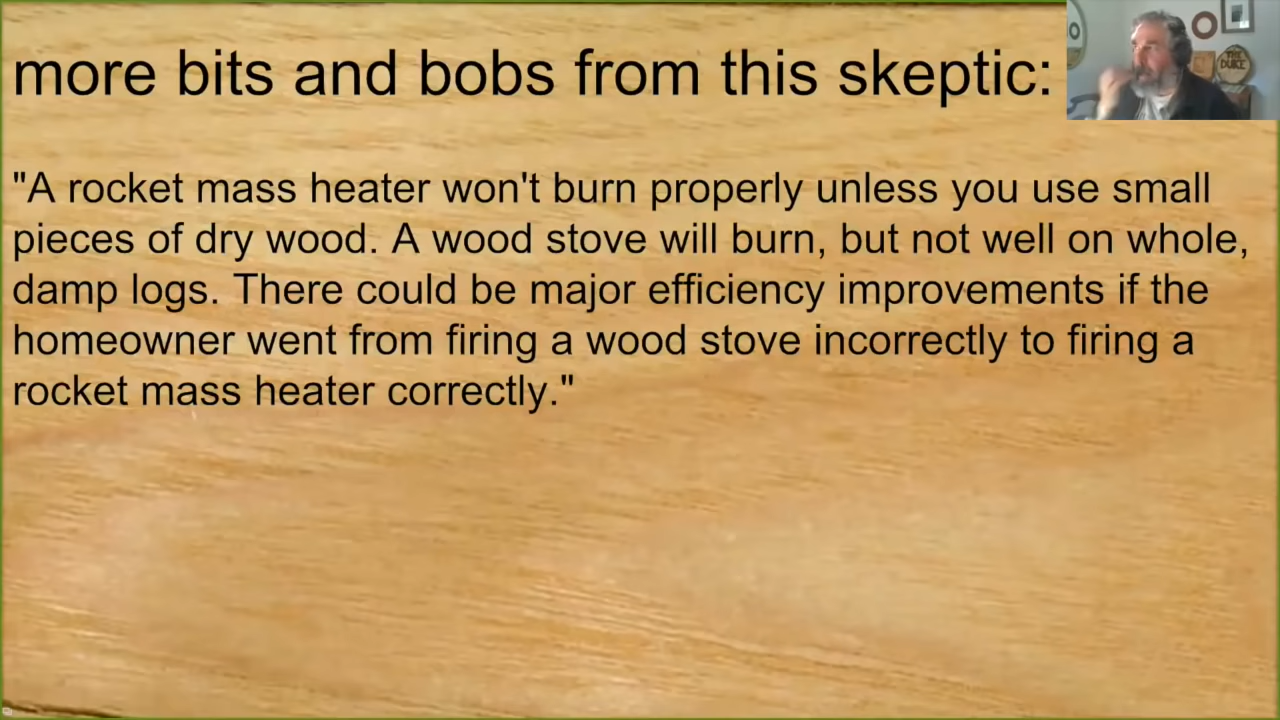 more bits and bobs from this skeptic:
"A rocket mass heater won't burn properly unless you use small
pieces of dry wood. A wood stove will burn, but not well on whole,
damp logs. There could be major efficiency improvements if the
homeowner went from firing a wood stove incorrectly to firing a
rocket mass heater correctly."
THE
DUKE